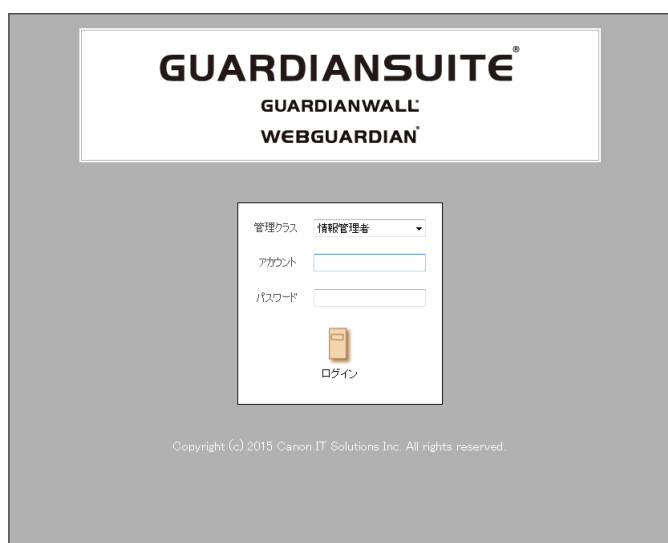 GUARDIANSUITE®
GUARDIANWALL®
WEBGUARDIAN®
管理クラス 情報管理者
アカウント
パスワード
ログイン
Copyright (c) 2015 Canon IT Solutions Inc. All rights reserved.